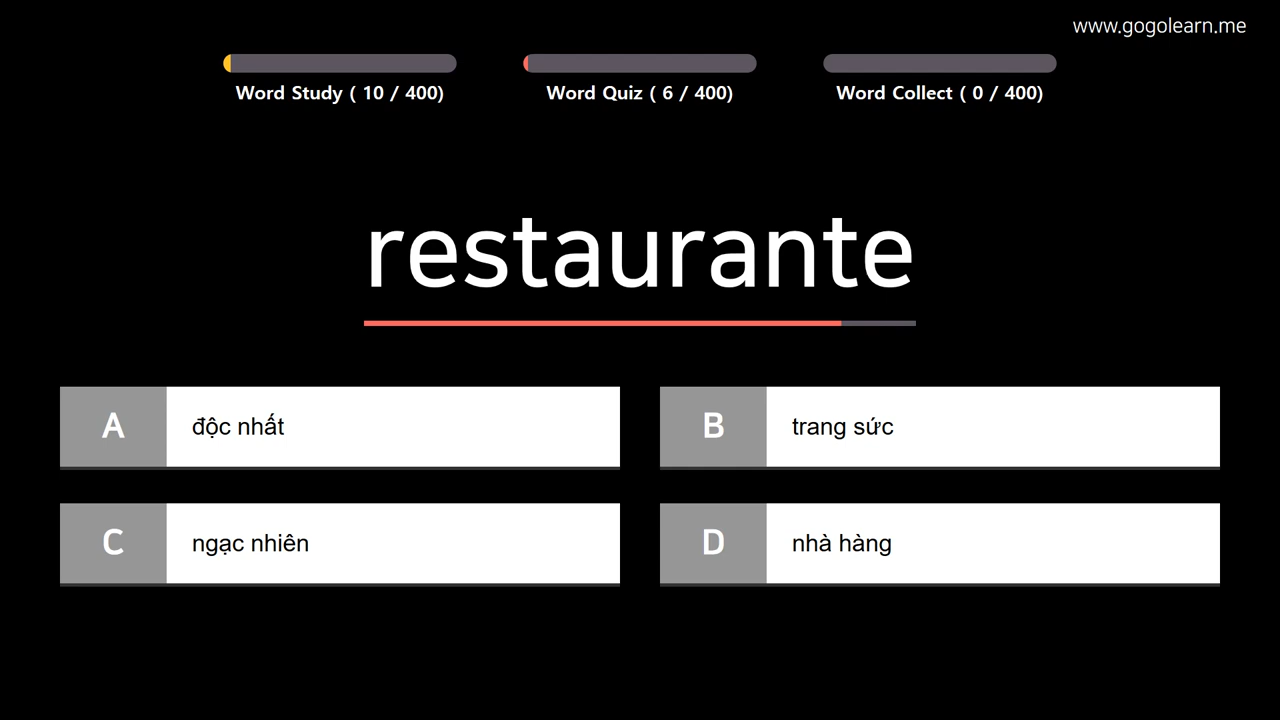 www.gogolearn.me
Word Study ( 10 / 400)
Word Quiz ( 6 / 400)
Word Collect ( 0 / 400)
restaurante
A
độc nhất
B
trang sức
C
ngạc nhiên
D
nhà hàng